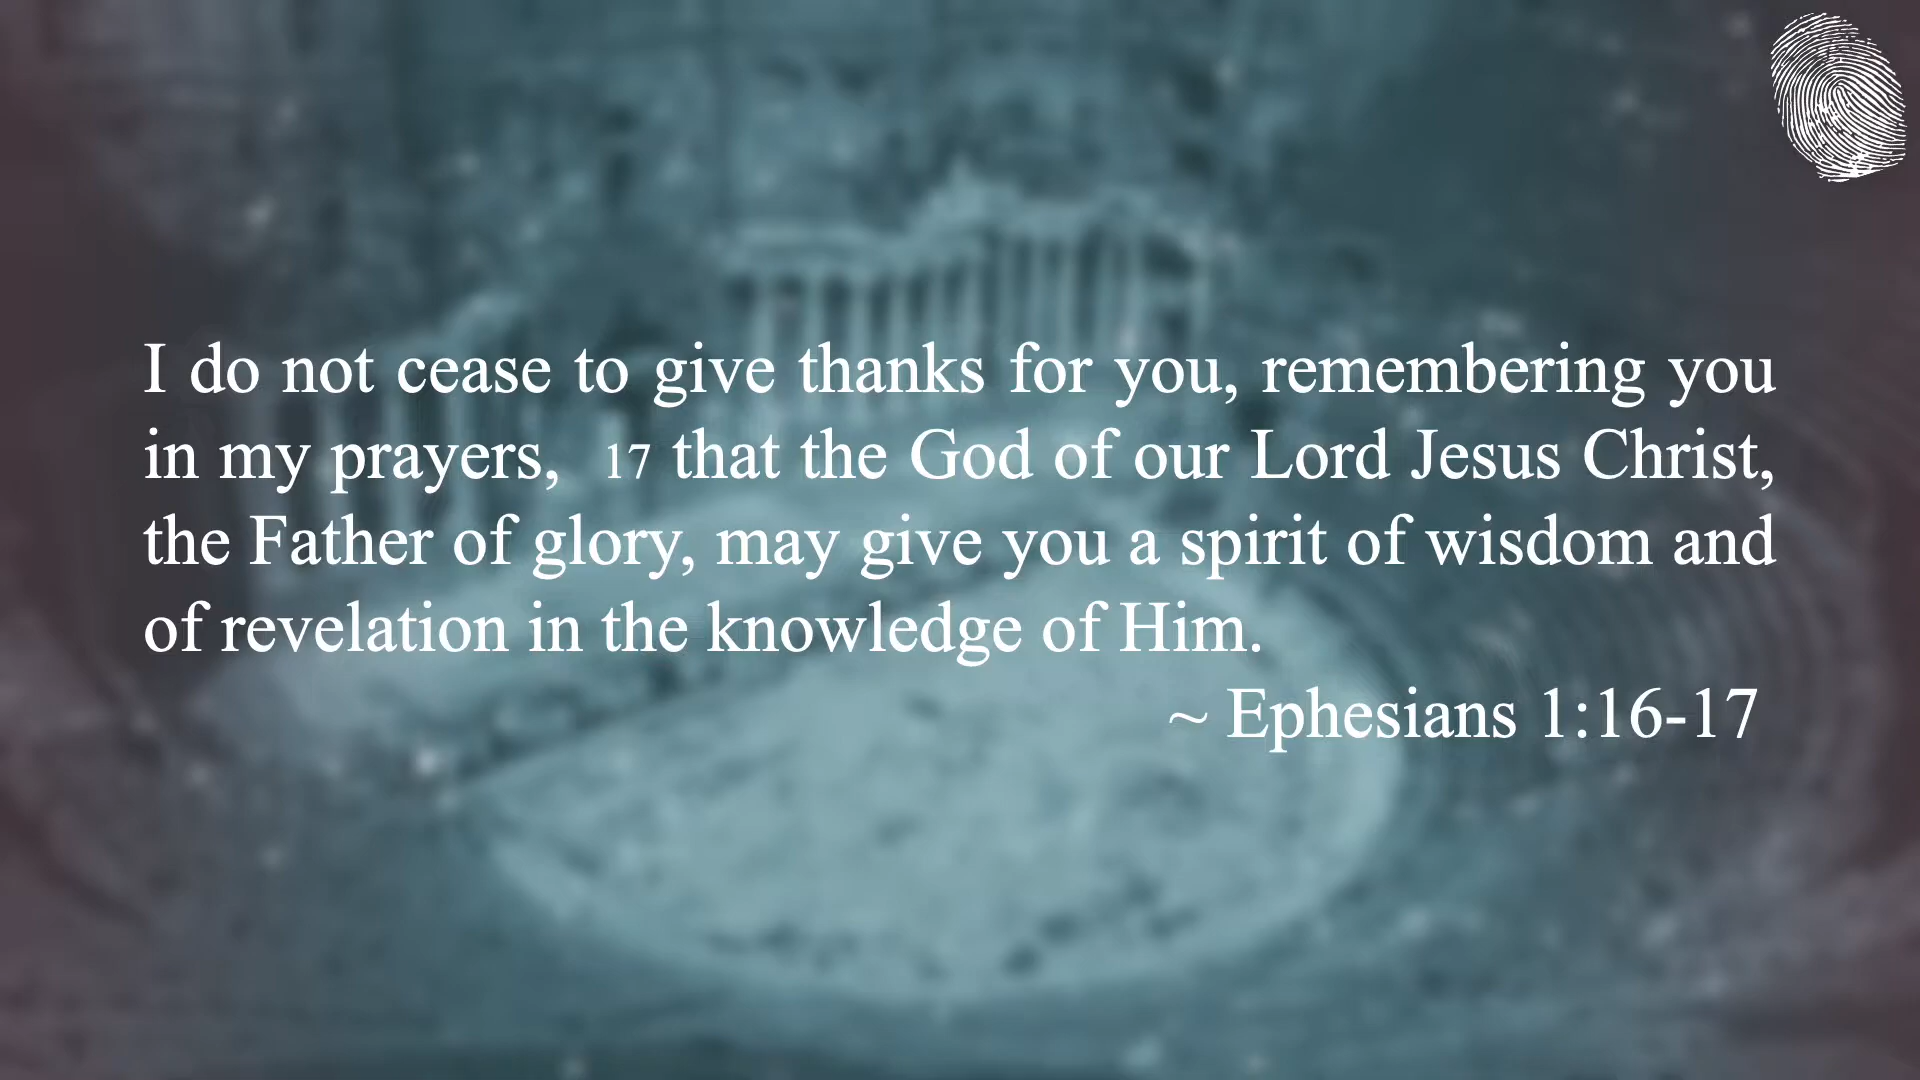 I do not cease to give thanks for you, remembering you
in my prayers, 17 that the God of our Lord Jesus Christ,
the Father of glory, may give you a spirit of wisdom and
of revelation in the knowledge of Him.
~ Ephesians 1:16-17